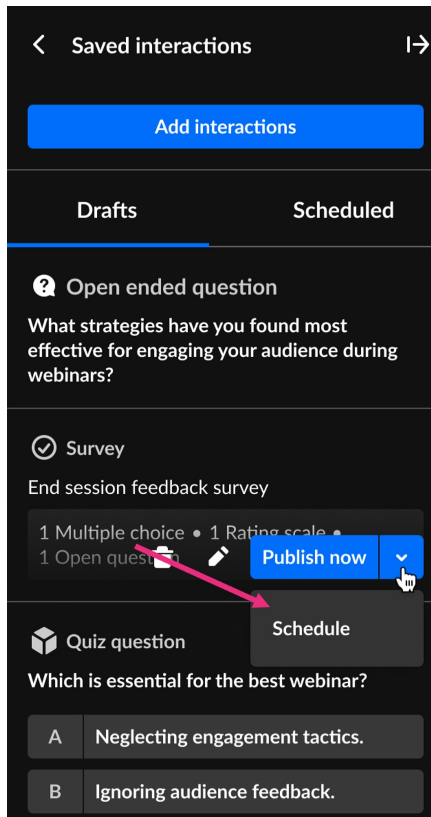 Saved interactions
Add interactions
Drafts
Scheduled
Open ended question
What strategies have you found most
effective for engaging your audience during
webinars?
Survey
End session feedback survey
1 Multiple choice • 1 Rating scale •
1 Open question
Publish now
Schedule
Quiz question
Which is essential for the best webinar?
A Neglecting engagement tactics.
B Ignoring audience feedback.